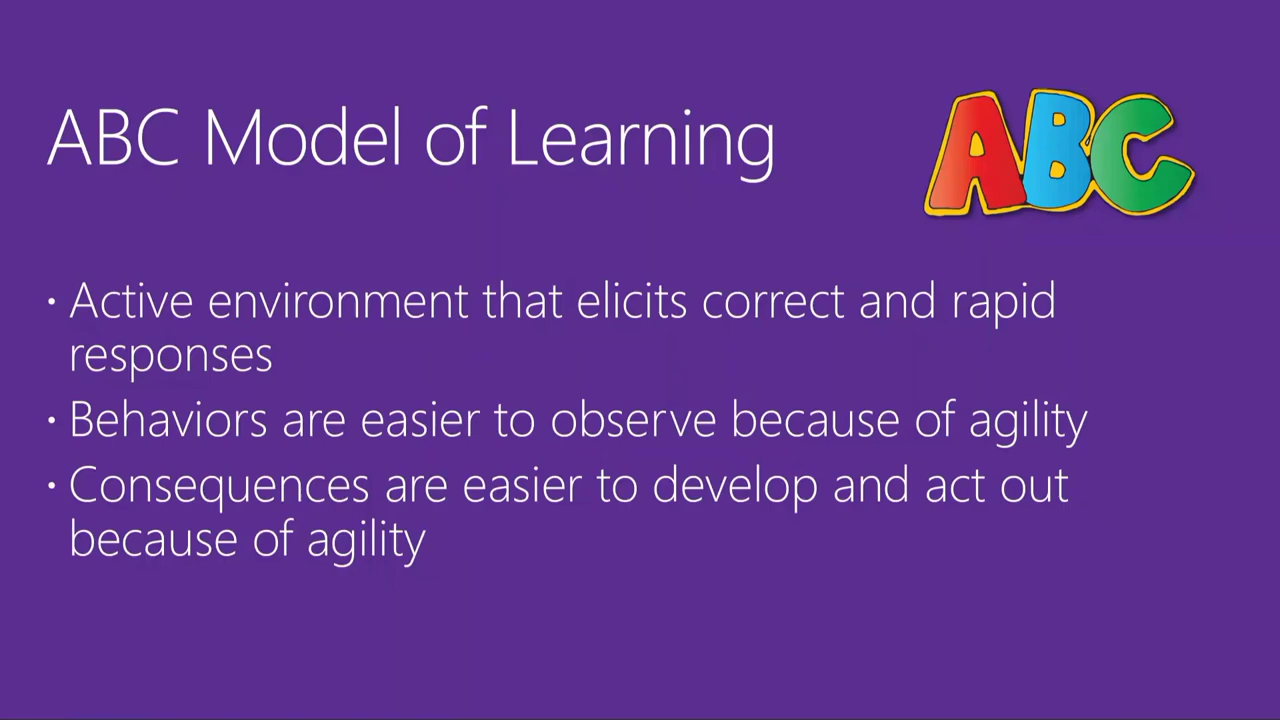 ABC Model of Learning
ABC
· Active environment that elicits correct and rapid
responses
· Behaviors are easier to observe because of agility
· Consequences are easier to develop and act out
because of agility